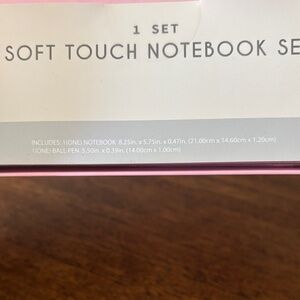 1 SET
SOFT TOUCH NOTEBOOK SE
INCLUDES: 1(ONE) NOTEBOOK 8.25in. x 5.75in. x 0.47in. (21.00cm x 14.60cm x 1.20cm)
1(ONE) BALL PEN: 5.50in. x 0.39in. (14.00cm x 1.00cm)